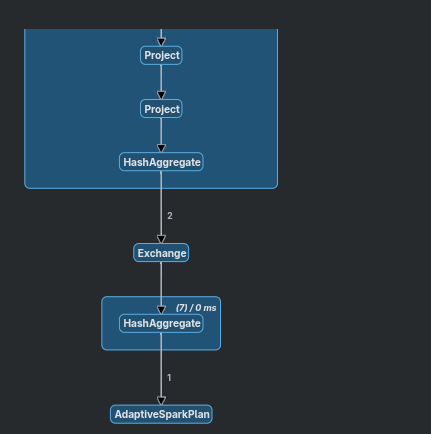 Project
Project
HashAggregate
2
Exchange
(7) / 0 ms
HashAggregate
1
AdaptiveSparkPlan